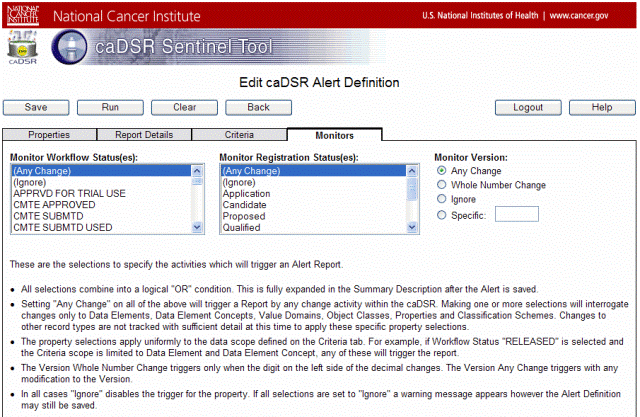 NATIONAL
CANCER
INSTITUTE
National Cancer Institute
U.S. National Institutes of Health | www.cancer.gov
caDSR
caDSR Sentinel Tool
Edit caDSR Alert Definition
Save Run Clear Back Logout Help
Properties Report Details Criteria Monitors
Monitor Workflow Status(es): Monitor Registration Status(es): Monitor Version:
(Any Change) (Any Change) Any Change
(Ignore) (Ignore) Whole Number Change
APPRVD FOR TRIAL USE Application Ignore
CMTE APPROVED Candidate Specific:
CMTE SUBMTD Proposed
CMTE SUBMTD USED Qualified
These are the selections to specify the activities which will trigger an Alert Report.
• All selections combine into a logical "OR" condition. This is fully expanded in the Summary Description after the Alert is saved.
• Setting "Any Change" on all of the above will trigger a Report by any change activity within the caDSR. Making one or more selections will interrogate
changes only to Data Elements, Data Element Concepts, Value Domains, Object Classes, Properties and Classification Schemes. Changes to
other record types are not tracked with sufficient detail at this time to apply these specific property selections.
• The property selections apply uniformly to the data scope defined on the Criteria tab. For example, if Workflow Status "RELEASED" is selected and
the Criteria scope is limited to Data Element and Data Element Concept, any of these will trigger the report.
• The Version Whole Number Change triggers only when the digit on the left side of the decimal changes. The Version Any Change triggers with any
modification to the Version.
• In all cases "Ignore" disables the trigger for the property. If all selections are set to "Ignore" a warning message appears however the Alert Definition
may still be saved.